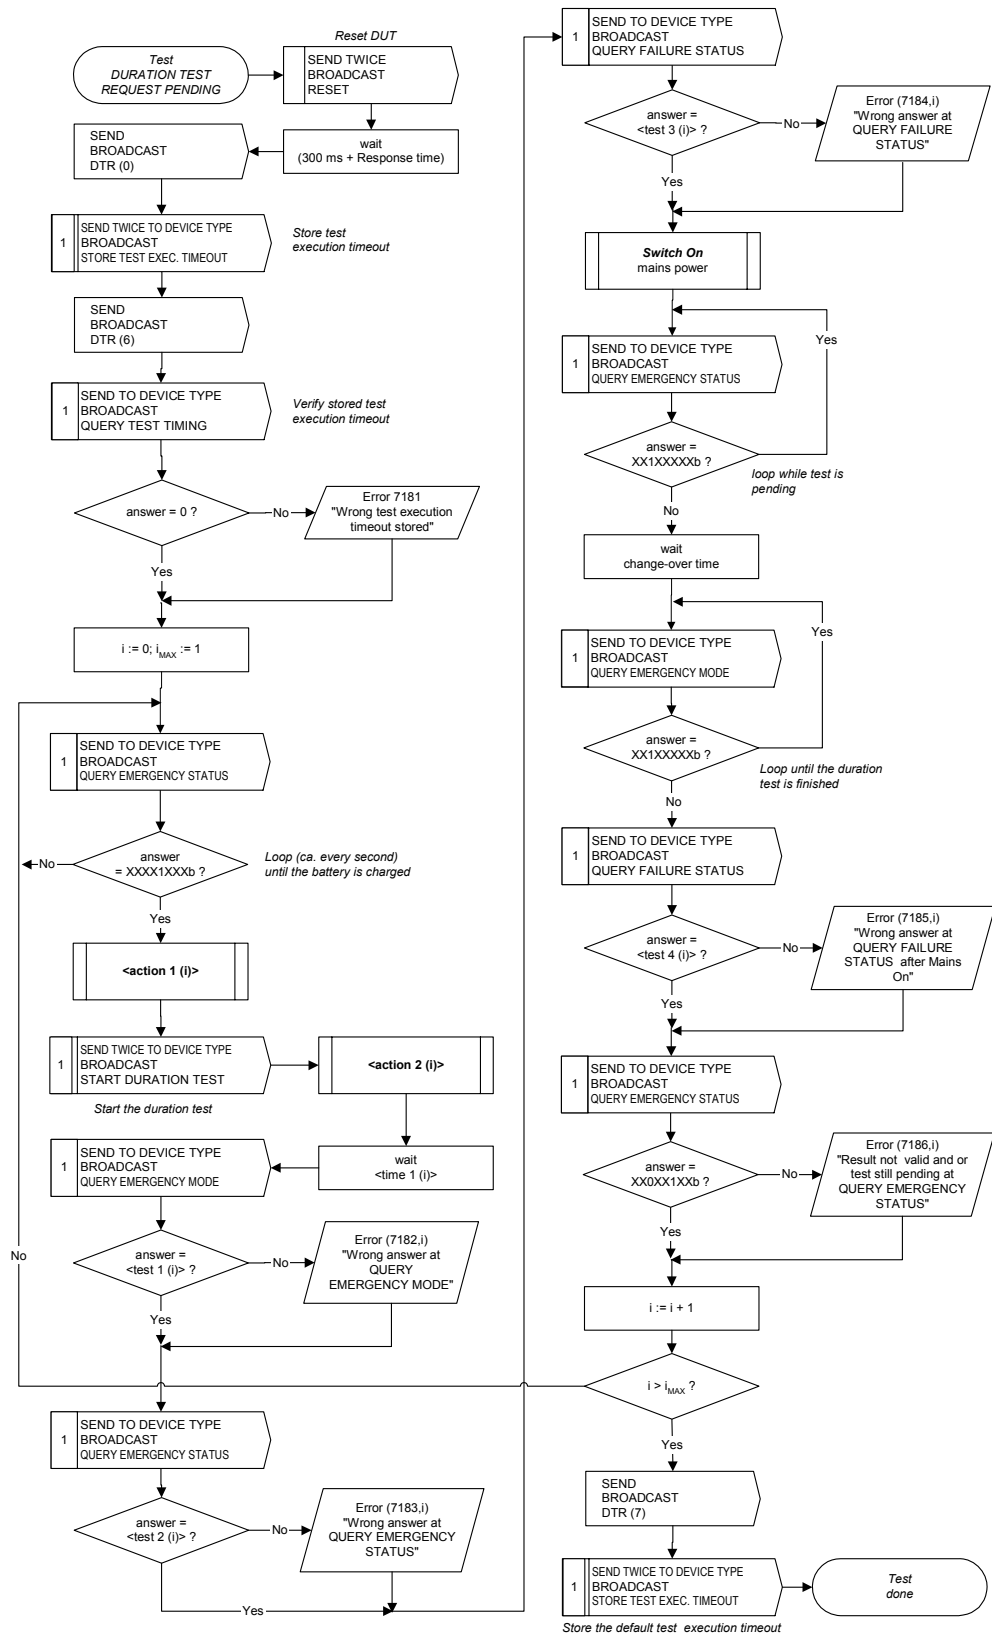 Test
DURATION TEST
REQUEST PENDING
Reset DUT
SEND TWICE
BROADCAST
RESET
wait
(300 ms + Response time)
SEND
BROADCAST
DTR (0)
1
SEND TWICE TO DEVICE TYPE
BROADCAST
STORE TEST EXEC. TIMEOUT
Store test
execution timeout
SEND
BROADCAST
DTR (6)
1
SEND TO DEVICE TYPE
BROADCAST
QUERY TEST TIMING
Verify stored test
execution timeout
answer = 0 ?
No
Error 7181
"Wrong test execution
timeout stored"
Yes
i := 0; iMAX := 1
1
SEND TO DEVICE TYPE
BROADCAST
QUERY EMERGENCY STATUS
answer
= XXXX1XXXb ?
No
Loop (ca. every second)
until the battery is charged
Yes
<action 1 (i)>
1
SEND TWICE TO DEVICE TYPE
BROADCAST
START DURATION TEST
Start the duration test
<action 2 (i)>
wait
<time 1 (i)>
1
SEND TO DEVICE TYPE
BROADCAST
QUERY EMERGENCY MODE
No
answer =
<test 1 (i)> ?
No
Error (7182,i)
"Wrong answer at
QUERY
EMERGENCY MODE"
Yes
1
SEND TO DEVICE TYPE
BROADCAST
QUERY EMERGENCY STATUS
answer =
<test 2 (i)> ?
No
Error (7183,i)
"Wrong answer at
QUERY EMERGENCY
STATUS"
Yes
1
SEND TO DEVICE TYPE
BROADCAST
QUERY FAILURE STATUS
answer =
<test 3 (i)> ?
No
Error (7184,i)
"Wrong answer at
QUERY FAILURE
STATUS"
Yes
Switch On
mains power
Yes
1
SEND TO DEVICE TYPE
BROADCAST
QUERY EMERGENCY STATUS
answer =
XX1XXXXXb ?
loop while test is
pending
No
wait
change-over time
Yes
1
SEND TO DEVICE TYPE
BROADCAST
QUERY EMERGENCY MODE
answer =
XX1XXXXXb ?
Loop until the duration
test is finished
No
1
SEND TO DEVICE TYPE
BROADCAST
QUERY FAILURE STATUS
answer =
<test 4 (i)> ?
No
Error (7185,i)
"Wrong answer at
QUERY FAILURE
STATUS after Mains
On"
Yes
1
SEND TO DEVICE TYPE
BROADCAST
QUERY EMERGENCY STATUS
answer =
XX0XX1XXb ?
No
Error (7186,i)
"Result not valid and or
test still pending at
QUERY EMERGENCY
STATUS"
Yes
i := i + 1
i > iMAX ?
Yes
SEND
BROADCAST
DTR (7)
1
SEND TWICE TO DEVICE TYPE
BROADCAST
STORE TEST EXEC. TIMEOUT
Store the default test execution timeout
Test
done